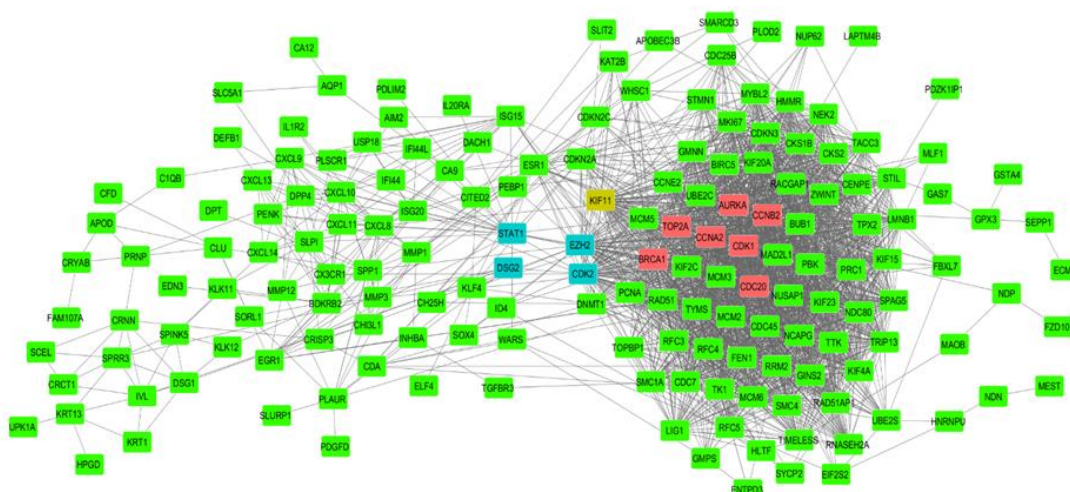 SLIT2
SMARCD3
APOBEC3B
PLOD2
NUP62
LAPTM4B
CA12
KAT2B
CDC25B
SLC5A1
AQP1
PDLIM2
WHSC1
PDZK1IP1
IL20RA
STMN1
MYBL2
HMMR
AIM2
ISG15
CDKN2C
NEK2
DEFB1
IL1R2
USP18
MKI67
CDKN3
CKS1B
TACC3
IFI44L
DACH1
MLF1
CXCL9
PLSCR1
GMNN
BIRC5
KIF20A
CKS2
CDKN2A
ESR1
C1QB
CXCL13
IFI44
CA9
CENPE
STIL
GSTA4
CCNE2
RACGAP1
CFD
DPP4
CXCL10
CITED2
PEBP1
UBE2C
ZWINT
GAS7
KIF11
AURKA
DPT
PENK
ISG20
MCM5
CCNB2
LMNB1
GPX3
SEPP1
APOD
CXCL11
CXCL8
TOP2A
BUB1
TPX2
STAT1
CCNA2
CLU
SLPI
EZH2
CDK1
CXCL14
MMP1
MAD2L1
PRNP
BRCA1
CRYAB
DSG2
KIF2C
PBK
PRC1
KIF15
FBXL7
CX3CR1
SPP1
CDK2
MCM3
ECM
EDN3
KLK11
MMP12
KLF4
CDC20
PCNA
NUSAP1
NDP
MMP3
CH25H
DNMT1
RAD51
KIF23
SPAG5
SORL1
BDKRB2
ID4
TYMS
MCM2
NDC80
FAM107A
CRNN
CHI3L1
FZD10
SPINK5
CRISP3
INHBA
SOX4
WARS
TOPBP1
CDC45
NCAPG
TTK
TRIP13
MAOB
SCEL
SPRR3
KLK12
EGR1
RFC3
RFC4
FEN1
CDA
RRM2
GINS2
KIF4A
CRCT1
DSG1
ELF4
TGFBR3
SMC1A
CDC7
TK1
NDN
MEST
IVL
PLAUR
MCM6
SMC4
RAD51AP1
KRT13
SLURP1
UBE2S
HNRNPU
UPK1A
PDGFD
LIG1
RFC5
KRT1
TIMELESS
RNASEH2A
HLTF
HPGD
GMPS
SYCP2
EIF2S2
ENTPD3